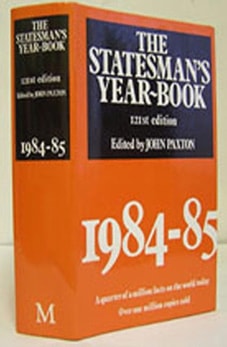 THE
STATESMAN'S
YEAR-BOOK
121st edition
Edited by JOHN PAXTON
1984-85
M
THE
STATESMAN'S
YEAR-BOOK
121st edition
Edited by JOHN PAXTON
1984-85
A quarter of a million facts on the world today
Over one million copies sold